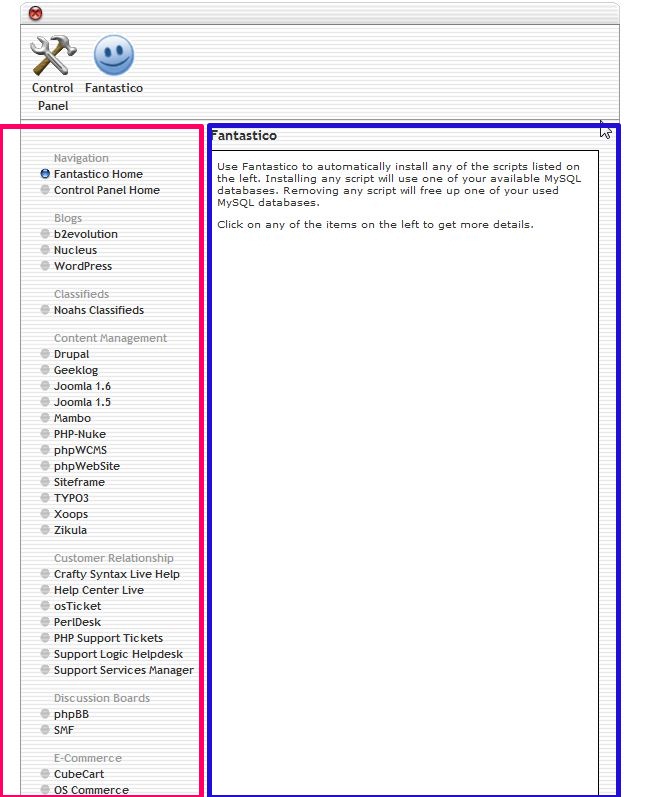 Control
Panel
Fantastico
Navigation
Fantastico Home
Control Panel Home
Blogs
b2evolution
Nucleus
WordPress
Classifieds
Noahs Classifieds
Content Management
Drupal
Geeklog
Joomla 1.6
Joomla 1.5
Mambo
PHP-Nuke
phpWCMS
phpWebSite
Siteframe
TYPO3
Xoops
Zikula
Customer Relationship
Crafty Syntax Live Help
Help Center Live
osTicket
PerlDesk
PHP Support Tickets
Support Logic Helpdesk
Support Services Manager
Discussion Boards
phpBB
SMF
E-Commerce
CubeCart
OS Commerce
Fantastico
Use Fantastico to automatically install any of the scripts listed on
the left. Installing any script will use one of your available MySQL
databases. Removing any script will free up one of your used
MySQL databases.
Click on any of the items on the left to get more details.